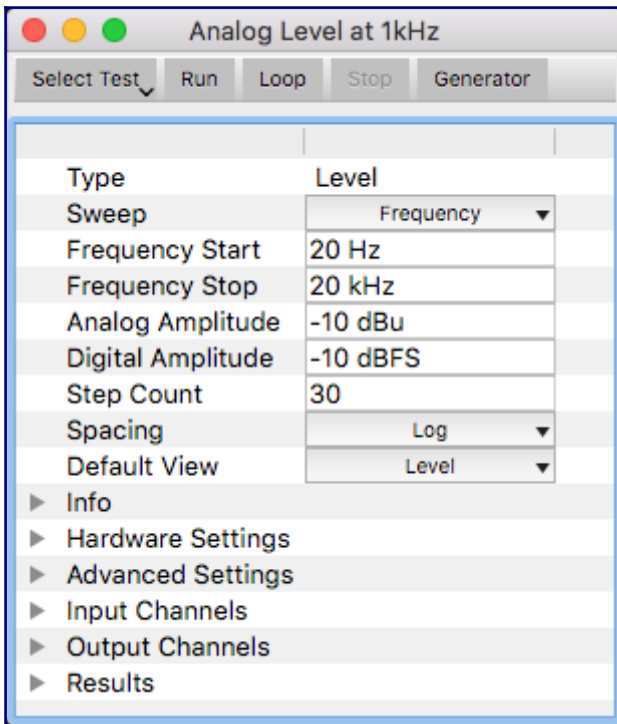 Analog Level at 1kHz
Select Test Run Loop Stop Generator
Type Level
Sweep Frequency
Frequency Start 20 Hz
Frequency Stop 20 kHz
Analog Amplitude -10 dBu
Digital Amplitude -10 dBFS
Step Count 30
Spacing Log
Default View Level
Info
Hardware Settings
Advanced Settings
Input Channels
Output Channels
Results